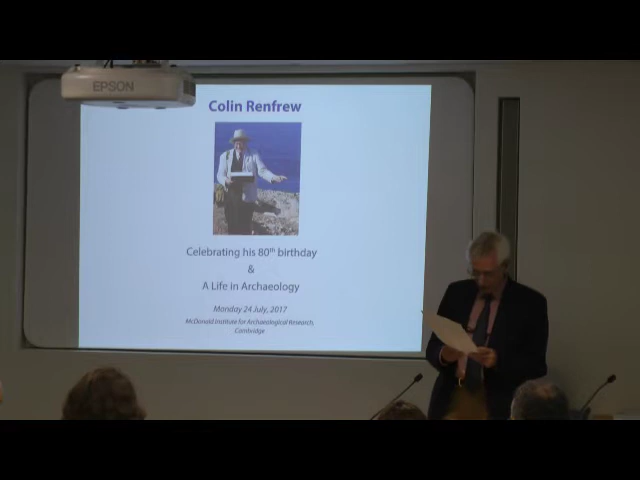 EPSON
Colin Renfrew
Celebrating his 80th birthday
&
A Life in Archaeology
Monday 24 July, 2017
McDonald Institute for Archaeological Research,
Cambridge